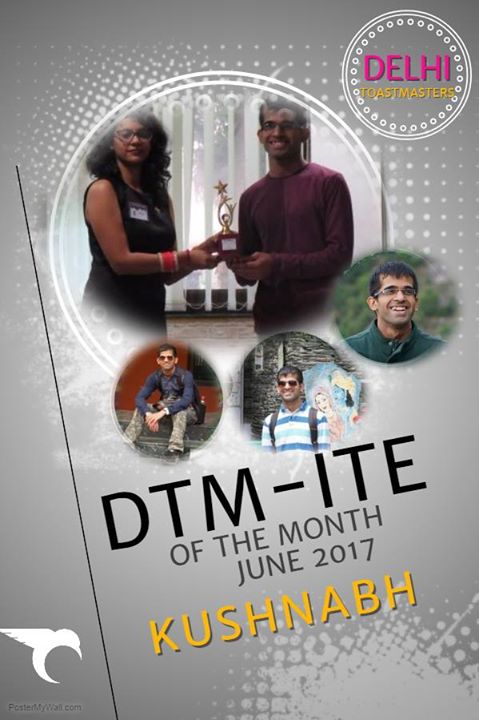 DELHI
TOASTMASTERS
DTM-ITE
OF THE MONTH
JUNE 2017
KUSHNABH
PosterMyWall.com